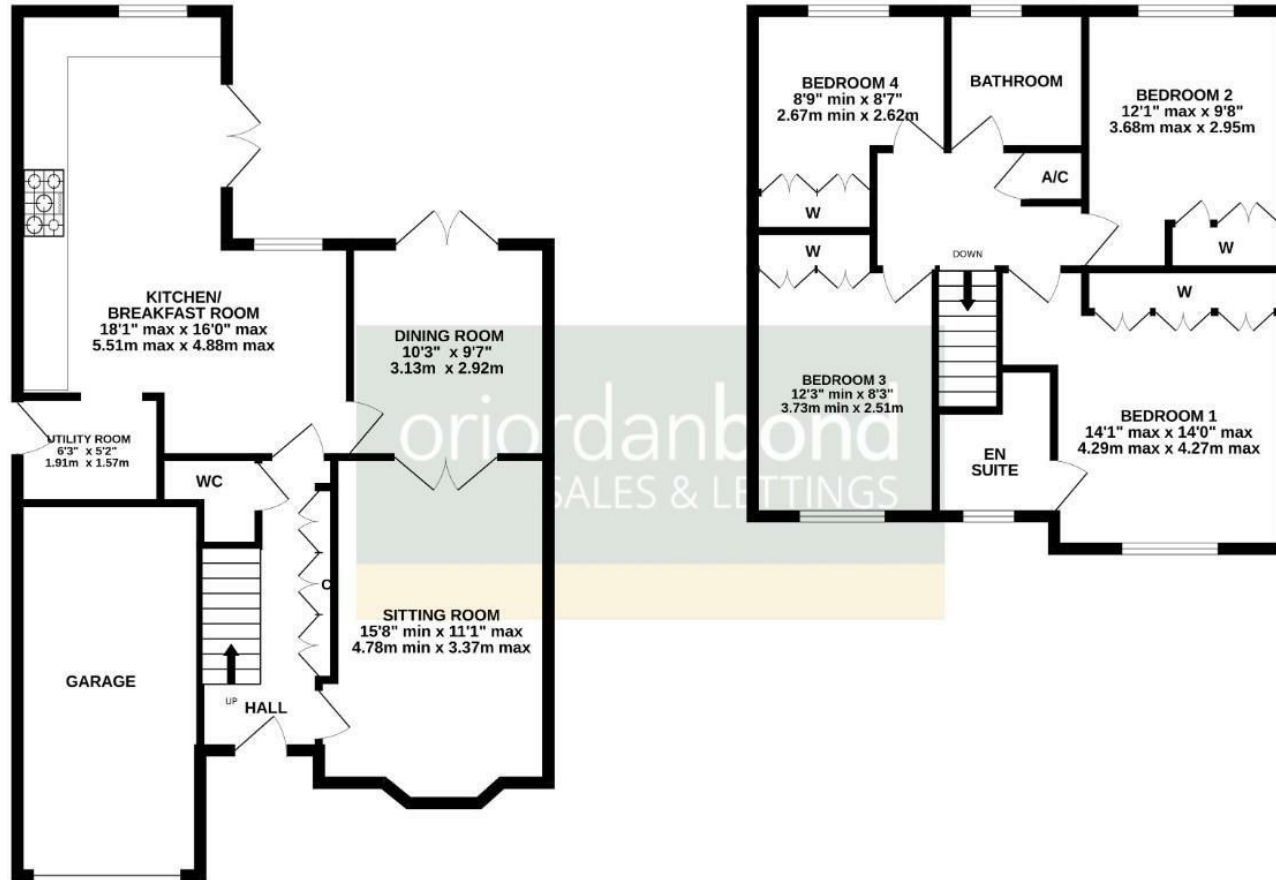 KITCHEN/
BREAKFAST ROOM
18'1" max x 16'0" max
5.51m max x 4.88m max
DINING ROOM
10'3" x 9'7"
3.13m x 2.92m
UTILITY ROOM
6'3" x 5'2"
1.91m x 1.57m
WC
C
SITTING ROOM
15'8" min x 11'1" max
4.78m min x 3.37m max
GARAGE
UP
HALL
BEDROOM 4
8'9" min x 8'7"
2.67m min x 2.62m
BATHROOM
BEDROOM 2
12'1" max x 9'8"
3.68m max x 2.95m
A/C
W
W
W
DOWN
W
BEDROOM 3
12'3" min x 8'3"
3.73m min x 2.51m
BEDROOM 1
14'1" max x 14'0" max
4.29m max x 4.27m max
EN
SUITE
oriordanbond
SALES & LETTINGS